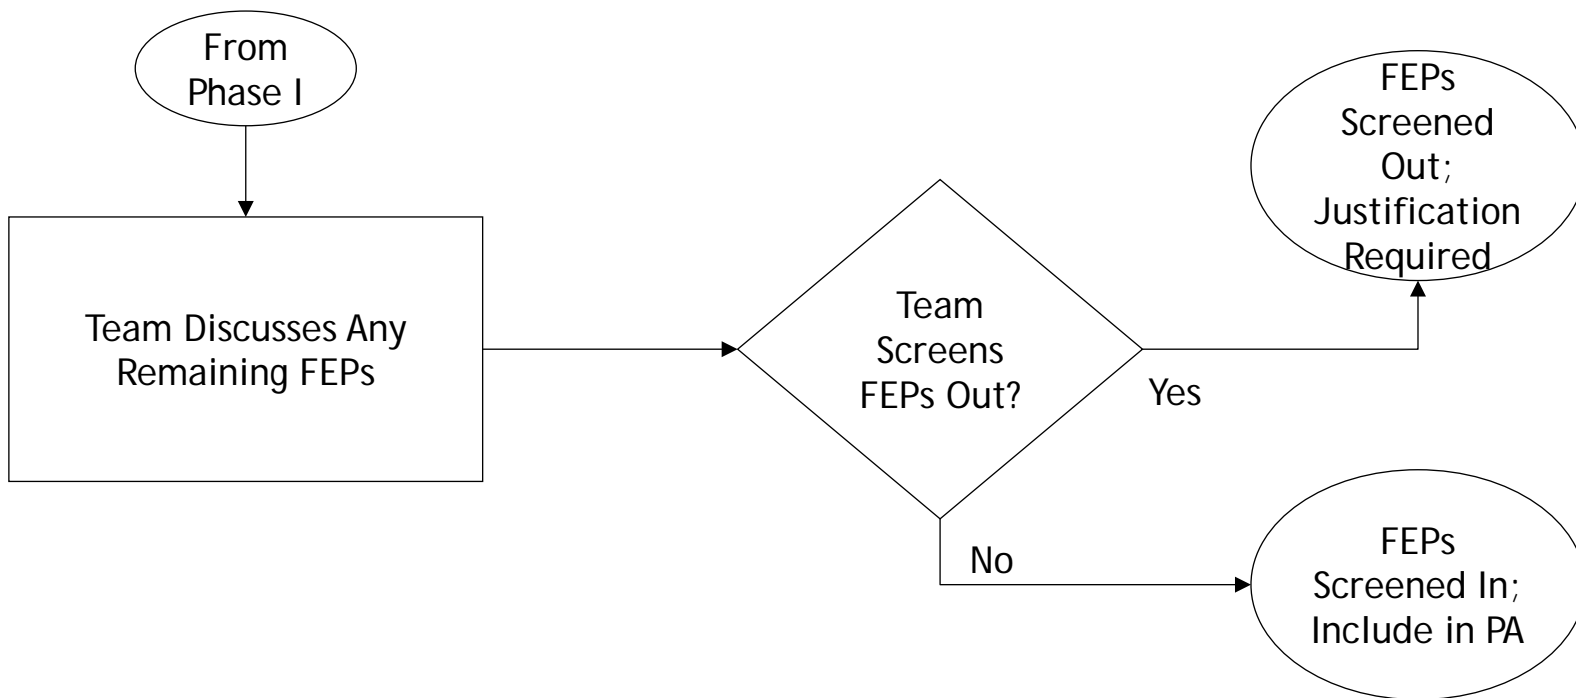 From
Phase I
Team Discusses Any
Remaining FEPs
Team
Screens
FEPs Out?
Yes
No
FEPs
Screened
Out;
Justification
Required
FEPs
Screened In;
Include in PA